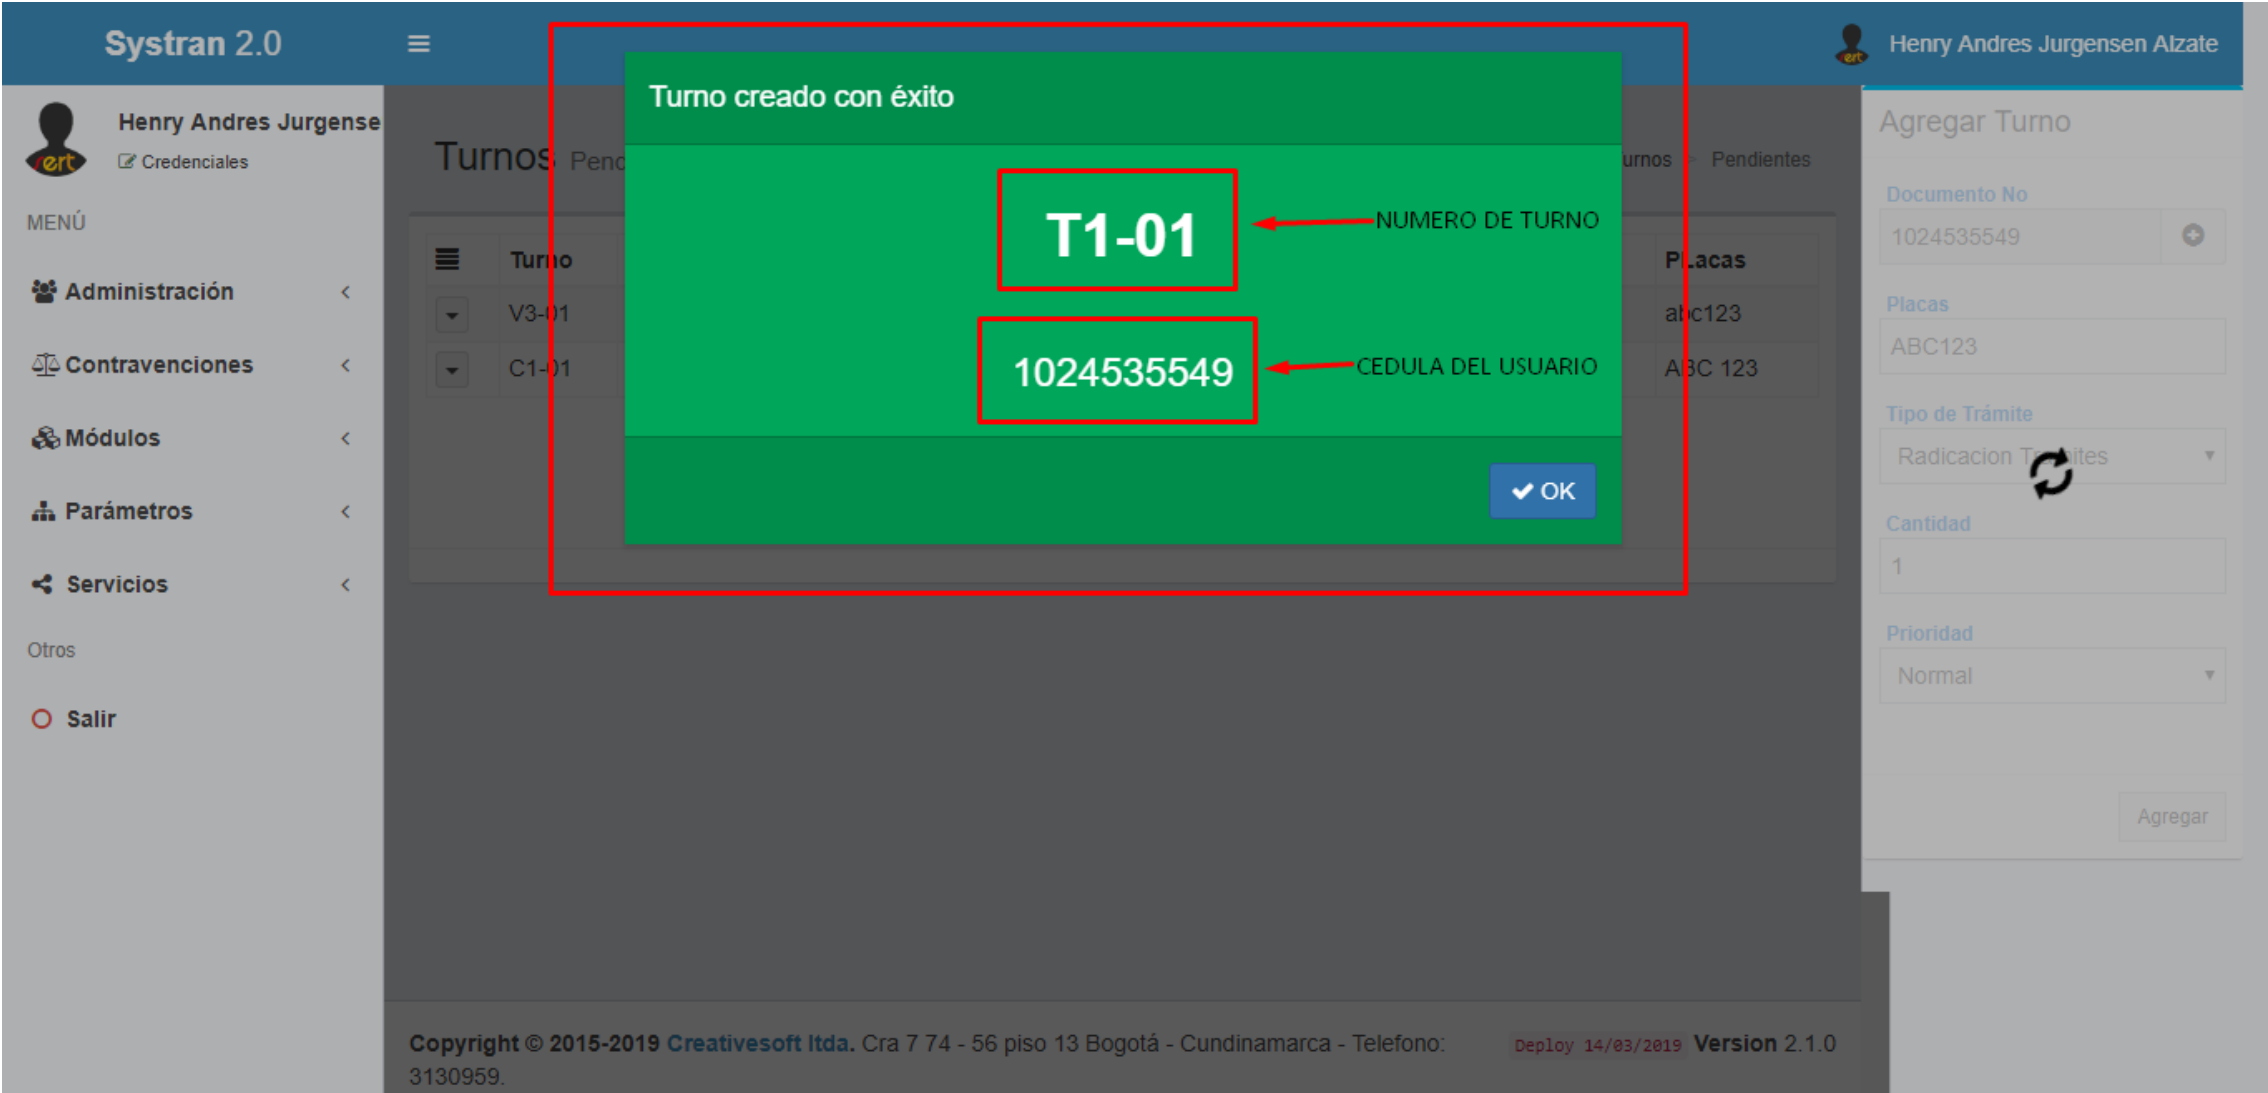 Systran 2.0
Henry Andres Jurgensen Alzate
Henry Andres Jurgense
Credenciales
MENÚ
Administración
Contravenciones
Módulos
Parámetros
Servicios
Otros
Salir
Turnos Pend
urnos > Pendientes
Turno
PLacas
V3-01
abc123
C1-01
ABC 123
Turno creado con éxito
T1-01
NUMERO DE TURNO
1024535549
CEDULA DEL USUARIO
OK
Agregar Turno
Documento No
1024535549
Placas
ABC123
Tipo de Trámite
Radicacion Tramites
Cantidad
1
Prioridad
Normal
Agregar
Copyright © 2015-2019 Creativesoft ltda. Cra 7 74 - 56 piso 13 Bogotá - Cundinamarca - Telefono:
3130959.
Deploy 14/03/2019 Version 2.1.0